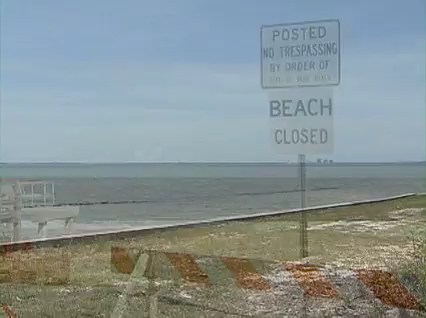 POSTED
NO TRESPASSING
BY ORDER OF
BEACH
CLOSED